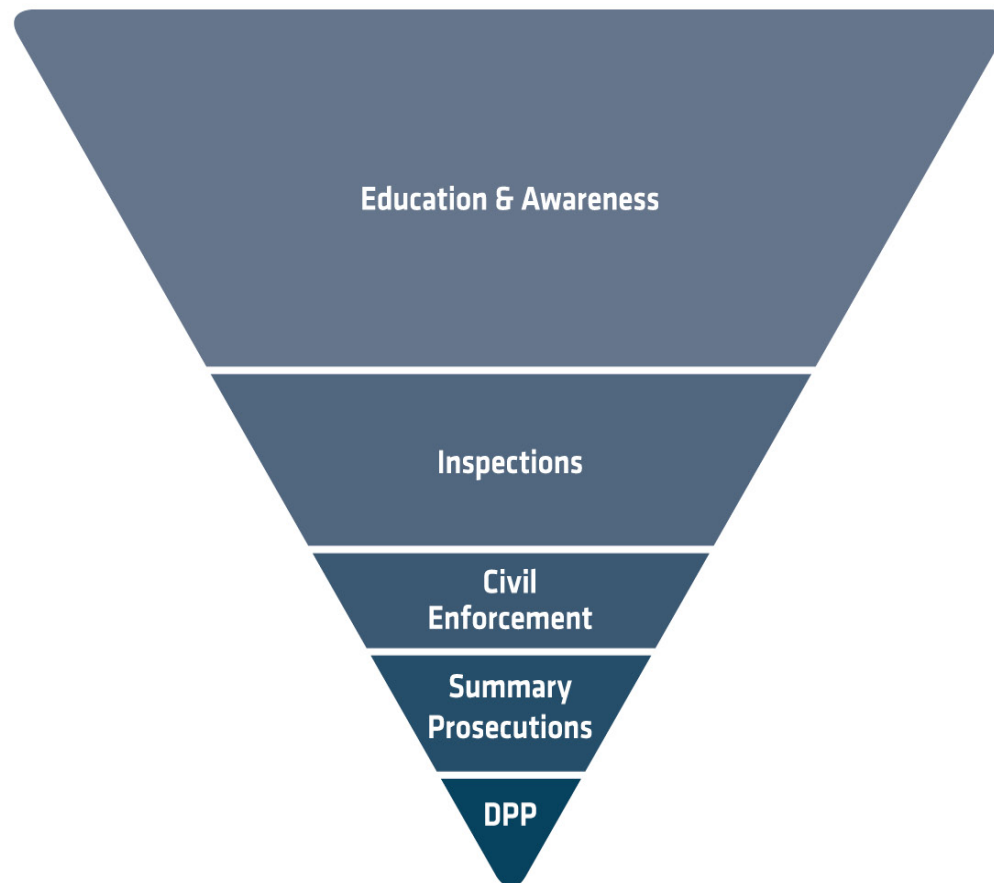 Education & Awareness
Inspections
Civil
Enforcement
Summary
Prosecutions
DPP